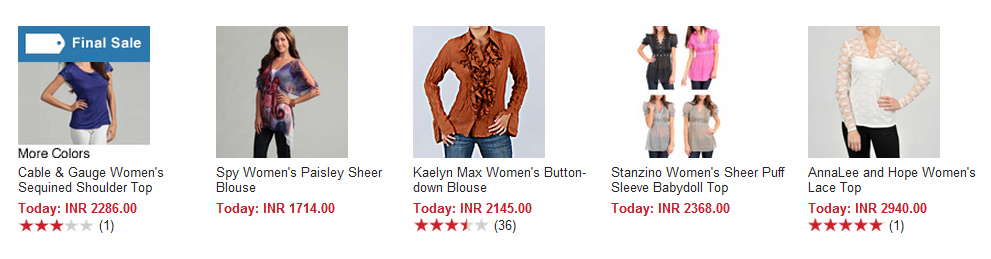 Final Sale
More Colors
Cable & Gauge Women's
Sequined Shoulder Top
Today: INR 2286.00
(1)
Spy Women's Paisley Sheer
Blouse
Today: INR 1714.00
Kaelyn Max Women's Button-
down Blouse
Today: INR 2145.00
(36)
Stanzino Women's Sheer Puff
Sleeve Babydoll Top
Today: INR 2368.00
AnnaLee and Hope Women's
Lace Top
Today: INR 2940.00
(1)